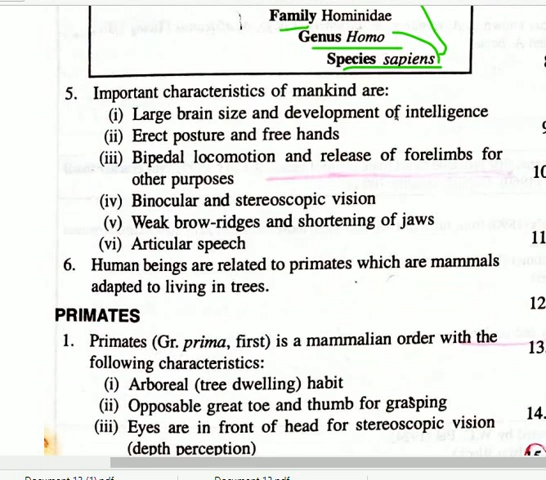 Family Hominidae
Genus Homo
Species sapiens
5. Important characteristics of mankind are:
(i) Large brain size and development of intelligence
(ii) Erect posture and free hands
(iii) Bipedal locomotion and release of forelimbs for
other purposes
(iv) Binocular and stereoscopic vision
(v) Weak brow-ridges and shortening of jaws
(vi) Articular speech
6. Human beings are related to primates which are mammals
adapted to living in trees.
PRIMATES
1. Primates (Gr. prima, first) is a mammalian order with the
following characteristics:
(i) Arboreal (tree dwelling) habit
(ii) Opposable great toe and thumb for grasping
(iii) Eyes are in front of head for stereoscopic vision
(depth perception)
10
11
12
13
14.